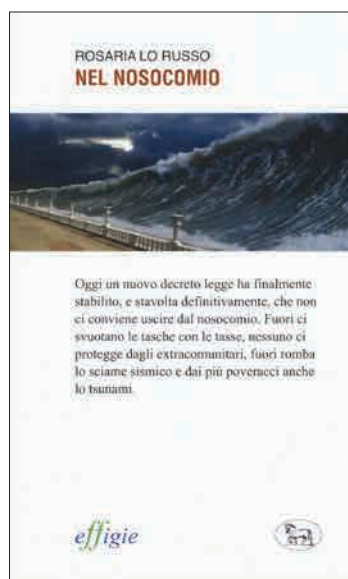 ROSARIA LO RUSSO
NEL NOSOCOMIO
Oggi un nuovo decreto legge ha finalmente
stabilito, e stavolta definitivamente, che non
ci conviene uscire dal nosocomio. Fuori ci
svuotano le tasche con le tasse, nessuno ci
protegge dagli extracomunitari, fuori romba
lo sciame sismico e dai più poveracci anche
lo tsunami.
effigie